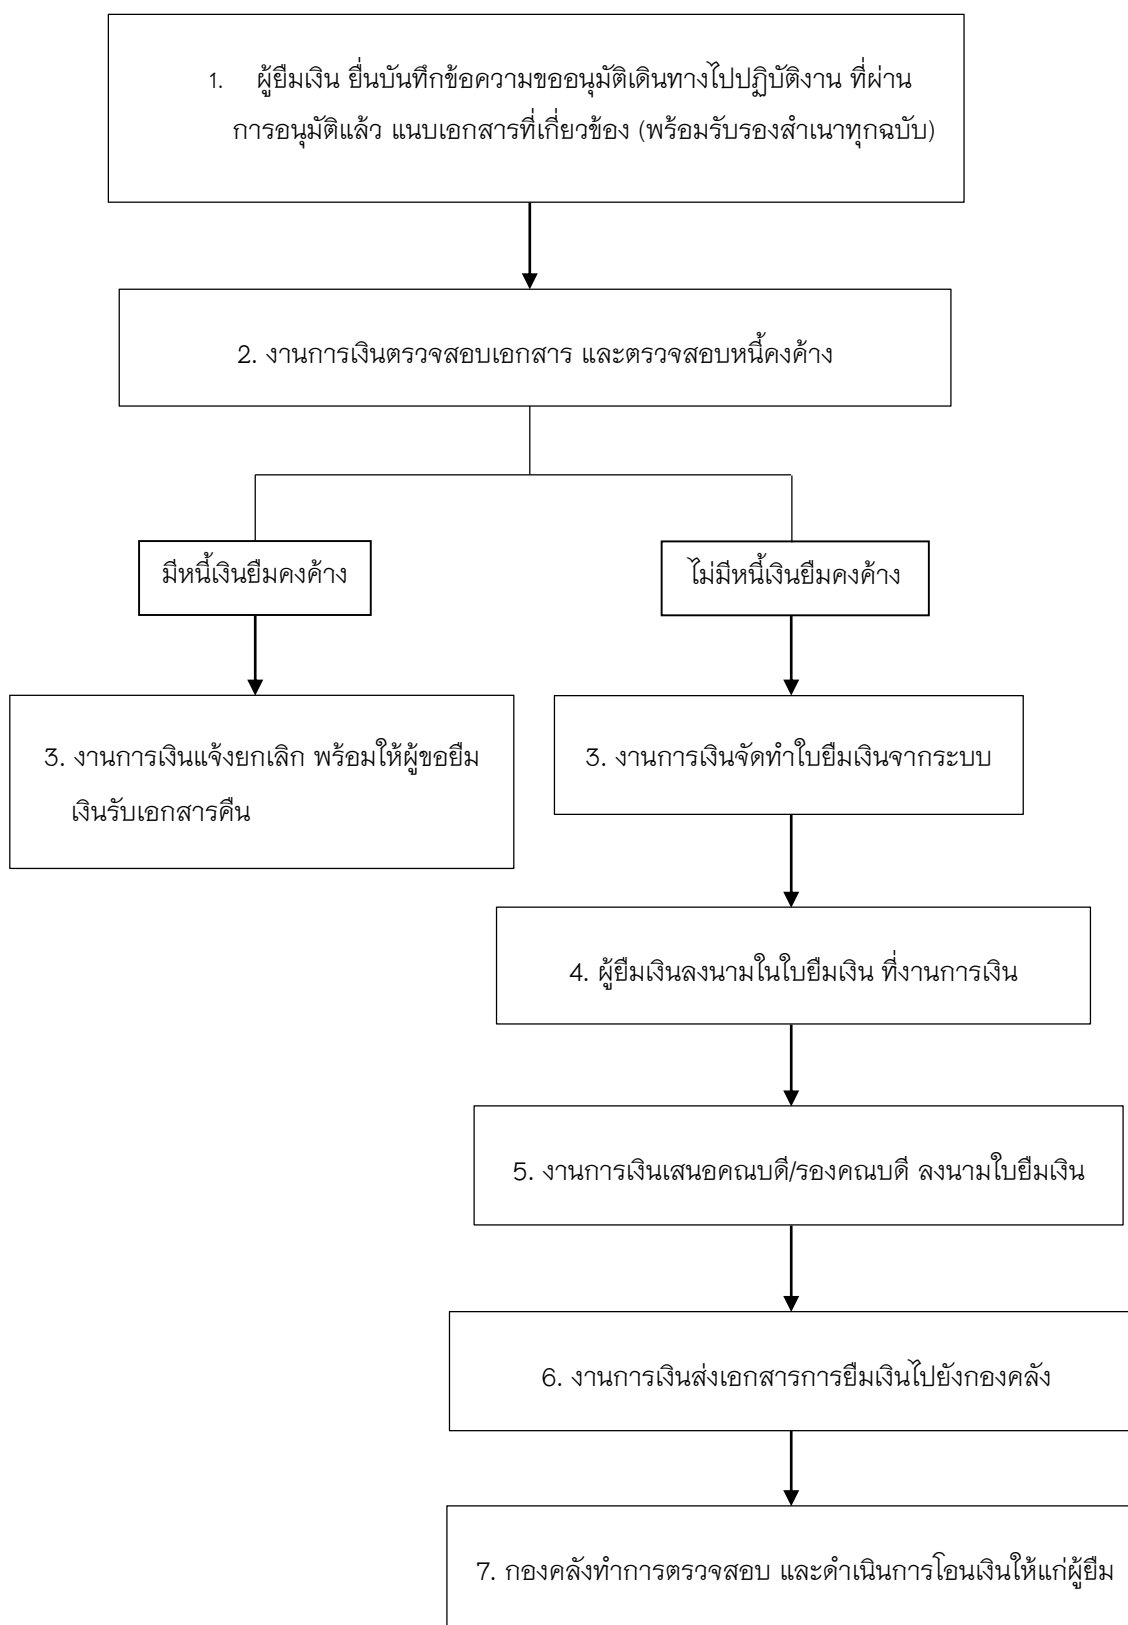 1. ผู้ยืมเงิน ยื่นบันทึกข้อความขออนุมัติเดินทางไปปฏิบัติงาน ที่ผ่าน
การอนุมัติแล้ว แนบเอกสารที่เกี่ยวข้อง (พร้อมรับรองสำเนาทุกฉบับ)
2. งานการเงินตรวจสอบเอกสาร และตรวจสอบหนี้คงค้าง
มีหนี้เงินยืมคงค้าง
ไม่มีหนี้เงินยืมคงค้าง
3. งานการเงินแจ้งยกเลิก พร้อมให้ผู้ขอยืม
เงินรับเอกสารคืน
3. งานการเงินจัดทำใบยืมเงินจากระบบ
4. ผู้ยืมเงินลงนามในใบยืมเงิน ที่งานการเงิน
5. งานการเงินเสนอคณบดี/รองคณบดี ลงนามใบยืมเงิน
6. งานการเงินส่งเอกสารการยืมเงินไปยังกองคลัง
7. กองคลังทำการตรวจสอบ และดำเนินการโอนเงินให้แก่ผู้ยืม